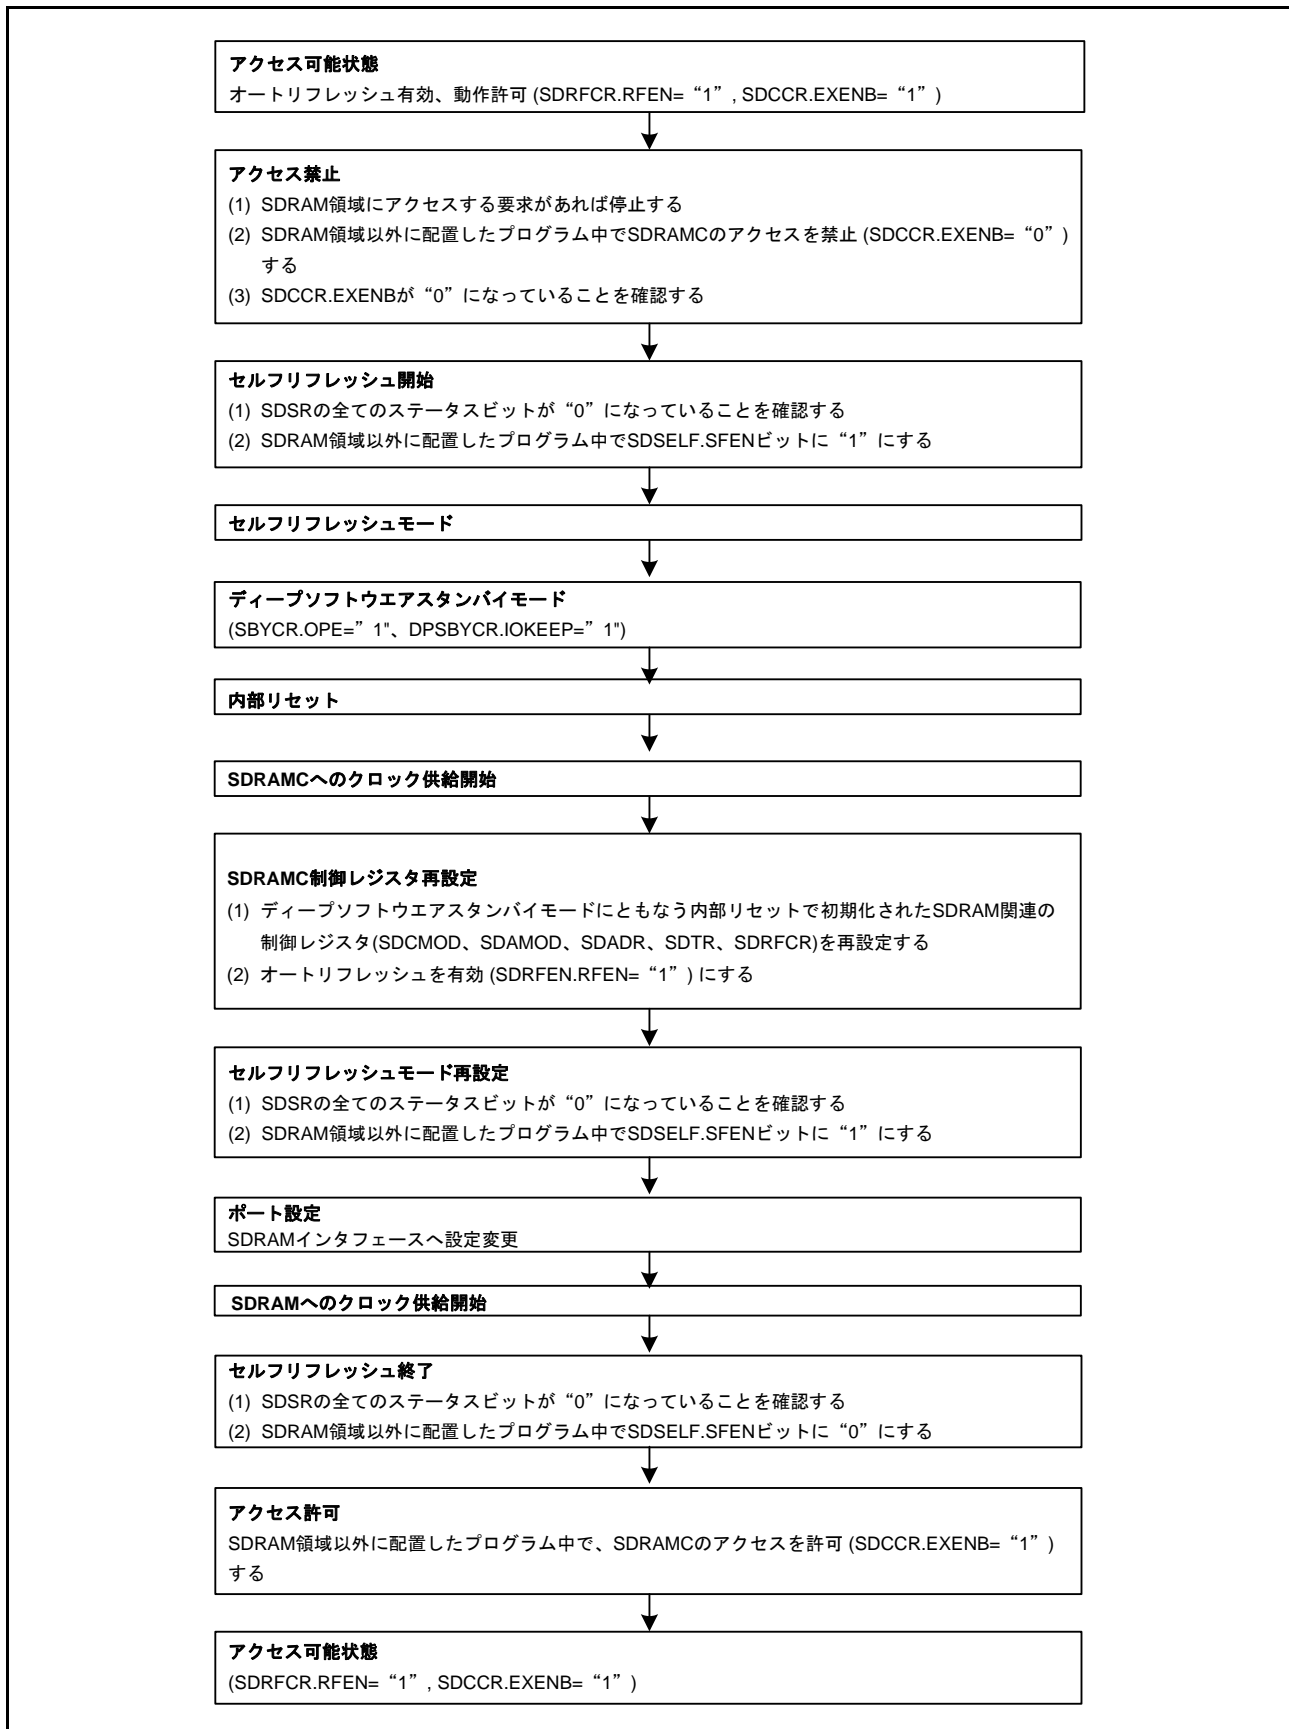 アクセス可能状態
オートリフレッシュ有効、動作許可 (SDRFCR.RFEN= “1”, SDCCR.EXENB= “1”)
アクセス禁止
(1) SDRAM領域にアクセスする要求があれば停止する
(2) SDRAM領域以外に配置したプログラム中でSDRAMCのアクセスを禁止 (SDCCR.EXENB= “0”)
する
(3) SDCCR.EXENBが “0” になっていることを確認する
セルフリフレッシュ開始
(1) SDSRの全てのステータスビットが “0” になっていることを確認する
(2) SDRAM領域以外に配置したプログラム中でSDSELF.SFENビットに “1” にする
セルフリフレッシュモード
ディープソフトウエアスタンバイモード
(SBYCR.OPE=” 1"、DPSBYCR.IOKEEP=” 1")
内部リセット
SDRAMCへのクロック供給開始
SDRAMC制御レジスタ再設定
(1) ディープソフトウエアスタンバイモードにともなう内部リセットで初期化されたSDRAM関連の
制御レジスタ(SDCMOD、SDAMOD、SDADR、SDTR、SDRFCR)を再設定する
(2) オートリフレッシュを有効 (SDRFEN.RFEN= “1”) にする
セルフリフレッシュモード再設定
(1) SDSRの全てのステータスビットが “0” になっていることを確認する
(2) SDRAM領域以外に配置したプログラム中でSDSELF.SFENビットに “1” にする
ポート設定
SDRAMインタフェースへ設定変更
SDRAMへのクロック供給開始
セルフリフレッシュ終了
(1) SDSRの全てのステータスビットが “0” になっていることを確認する
(2) SDRAM領域以外に配置したプログラム中でSDSELF.SFENビットに “0” にする
アクセス許可
SDRAM領域以外に配置したプログラム中で、SDRAMCのアクセスを許可 (SDCCR.EXENB= “1”)
する
アクセス可能状態
(SDRFCR.RFEN= “1”, SDCCR.EXENB= “1”)